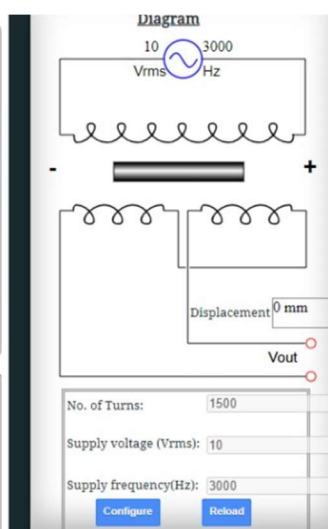 Diagram
10 3000
Vrms Hz
- +
Displacement 0 mm
Vout
No. of Turns: 1500
Supply voltage (Vrms): 10
Supply frequency(Hz): 3000
Configure Reload